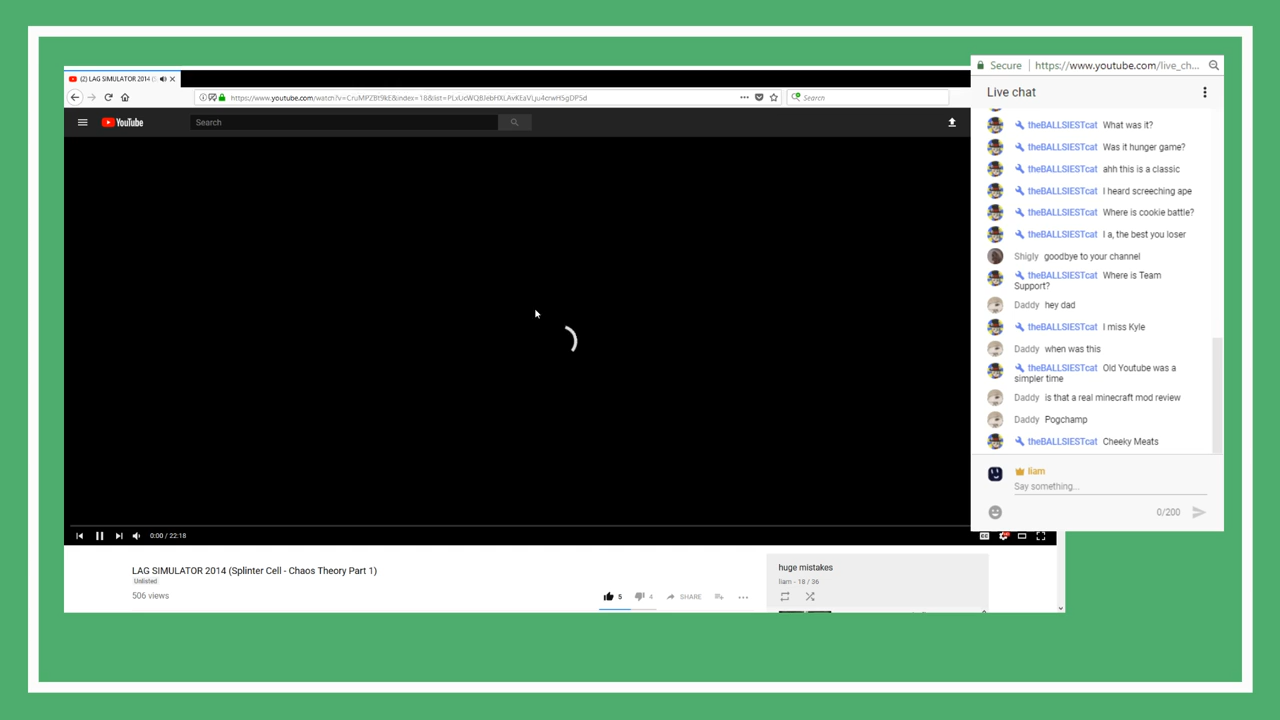 (2) LAG SIMULATOR 2014 (
https://www.youtube.com/watch?v=
Search
YouTube
Search
0:00 / 22:18
LAG SIMULATOR 2014 (Splinter Cell - Chaos Theory Part 1)
Unlisted
506 views
5
4
SHARE
huge mistakes
liam - 18 / 36
Secure
https://www.youtube.com/live_ch...
Live chat
theBALLSIESTcat What was it?
theBALLSIESTcat Was it hunger game?
theBALLSIESTcat ahh this is a classic
theBALLSIESTcat I heard screeching ape
theBALLSIESTcat Where is cookie battle?
theBALLSIESTcat I a, the best you loser
Shigly goodbye to your channel
theBALLSIESTcat Where is Team
Support?
Daddy hey dad
theBALLSIESTcat I miss Kyle
Daddy when was this
theBALLSIESTcat Old Youtube was a
simpler time
Daddy is that a real minecraft mod review
Daddy Pogchamp
theBALLSIESTcat Cheeky Meats
liam
Say something...
0/200